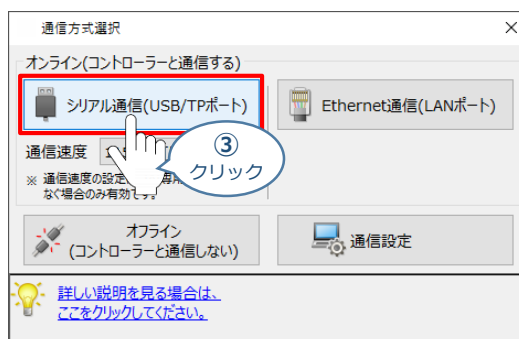 通信方式選択
オンライン(コントローラーと通信する)
シリアル通信(USB/TPポート)
Ethernet通信(LANポート)
通信速度
③
クリック
※ 通信速度の設定
なぐ場合のみ有効です。
オフライン
(コントローラーと通信しない)
通信設定
詳しい説明を見る場合は、
ここをクリックしてください。